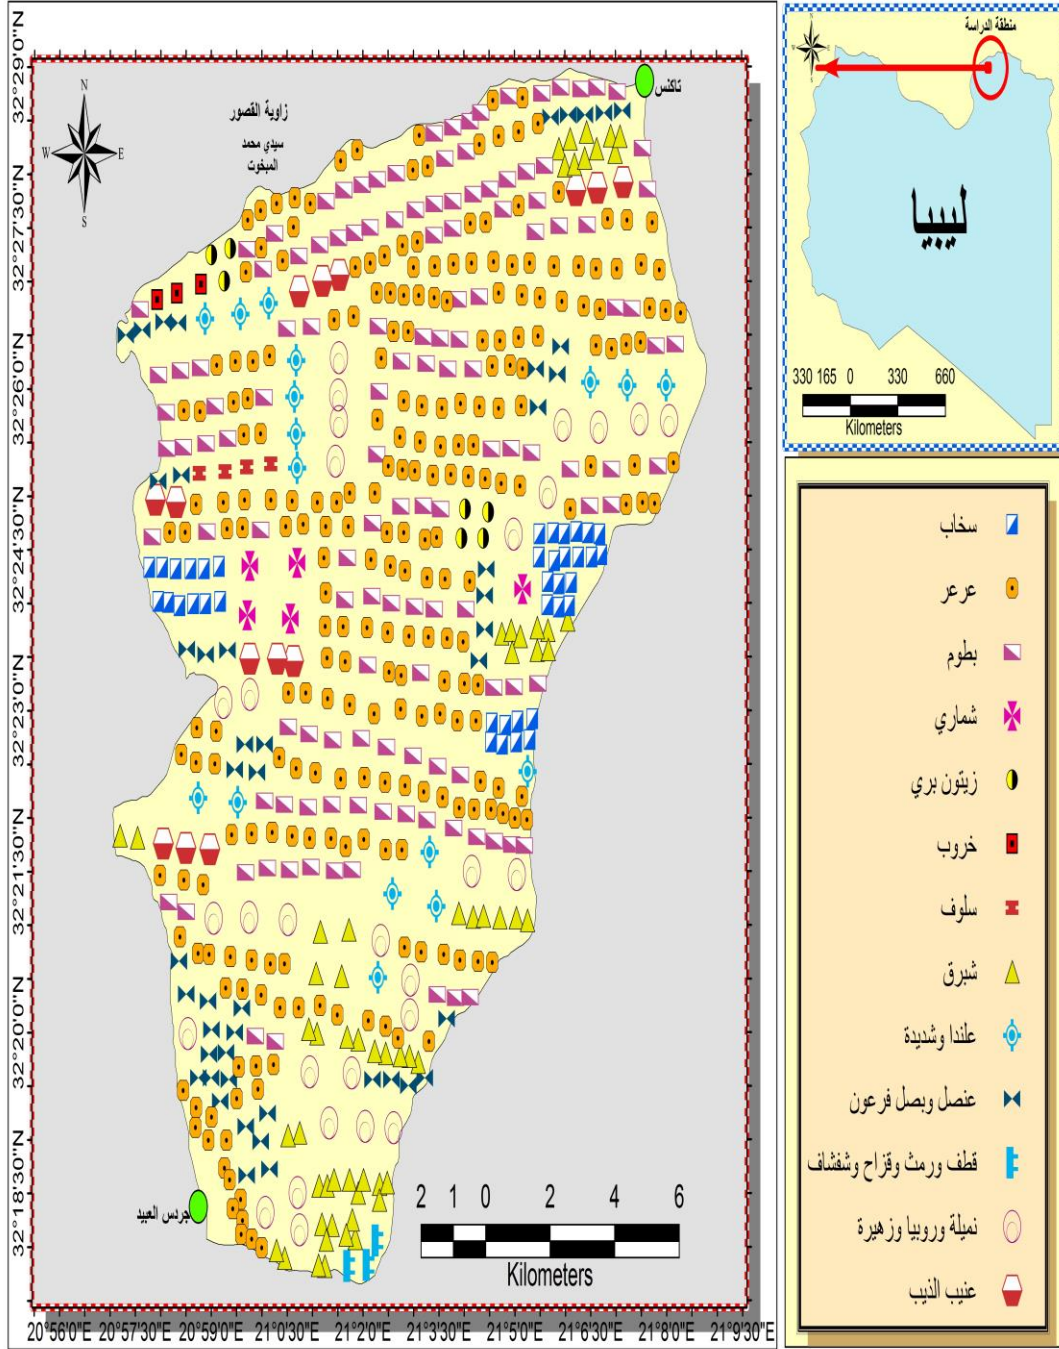 32°29'0"N
32°27'30"N
32°26'0"N
32°24'30"N
32°23'0"N
32°21'30"N
32°20'0"N
32°18'30"N
N
W E
S
زاوية القصور
سيدي محمد
المبخوت
تاكنس
جردس العبيد
2 1 0 2 4 6
Kilometers
20°56'0"E 20°57'30"E 20°59'0"E 21°0'30"E 21°2'0"E 21°3'30"E 21°5'0"E 21°6'30"E 21°8'0"E 21°9'30"E
منطقة الدراسة
ليبيا
330 165 0 330 660
Kilometers
سخاب
عرعر
بطوم
شماري
زيتون بري
خروب
سلوف
شبرق
علندا وشديدة
عنصل وبصل فرعون
قطف ورمث وقزاح وشفشاف
نميلة وروبيا وزهيرة
عنيب الذيب